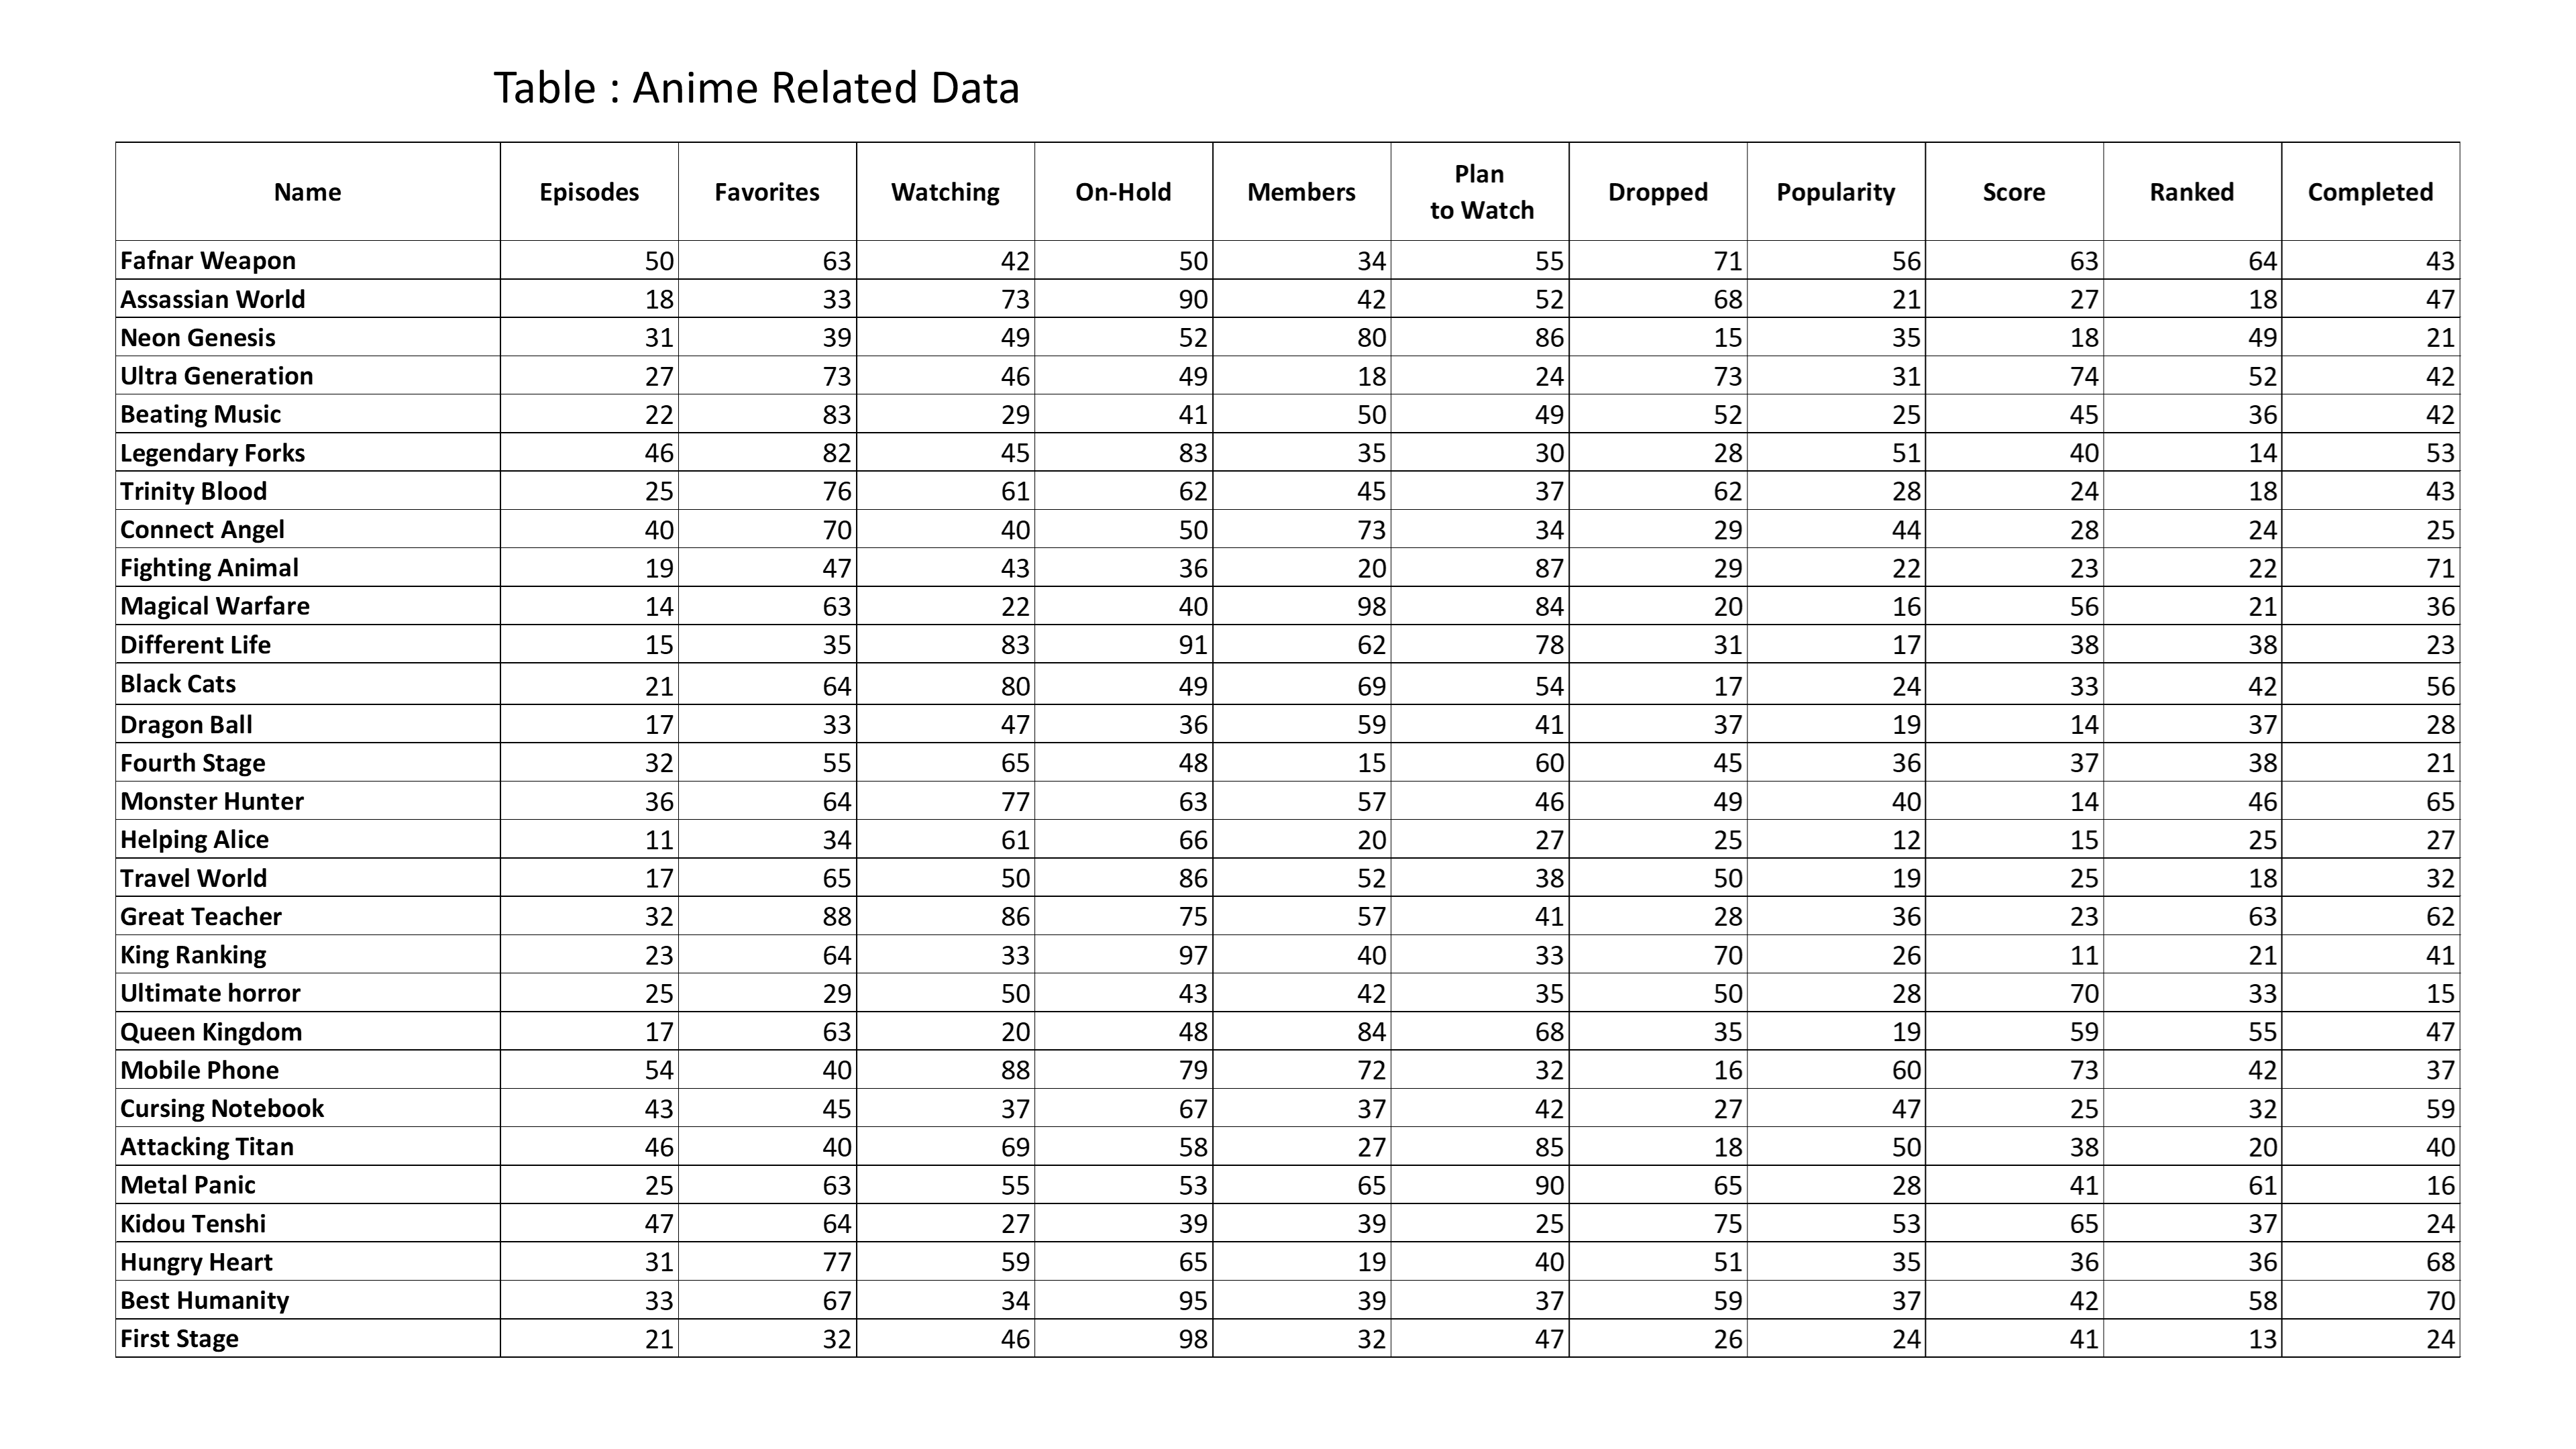 Table : Anime Related Data
Name Episodes Favorites Watching On-Hold Members Plan to Watch Dropped Popularity Score Ranked Completed
Fafnar Weapon 50 63 42 50 34 55 71 56 63 64 43
Assassian World 18 33 73 90 42 52 68 21 27 18 47
Neon Genesis 31 39 49 52 80 86 15 35 18 49 21
Ultra Generation 27 73 46 49 18 24 73 31 74 52 42
Beating Music 22 83 29 41 50 49 52 25 45 36 42
Legendary Forks 46 82 45 83 35 30 28 51 40 14 53
Trinity Blood 25 76 61 62 45 37 62 28 24 18 43
Connect Angel 40 70 40 50 73 34 29 44 28 24 25
Fighting Animal 19 47 43 36 20 87 29 22 23 22 71
Magical Warfare 14 63 22 40 98 84 20 16 56 21 36
Different Life 15 35 83 91 62 78 31 17 38 38 23
Black Cats 21 64 80 49 69 54 17 24 33 42 56
Dragon Ball 17 33 47 36 59 41 37 19 14 37 28
Fourth Stage 32 55 65 48 15 60 45 36 37 38 21
Monster Hunter 36 64 77 63 57 46 49 40 14 46 65
Helping Alice 11 34 61 66 20 27 25 12 15 25 27
Travel World 17 65 50 86 52 38 50 19 25 18 32
Great Teacher 32 88 86 75 57 41 28 36 23 63 62
King Ranking 23 64 33 97 40 33 70 26 11 21 41
Ultimate horror 25 29 50 43 42 35 50 28 70 33 15
Queen Kingdom 17 63 20 48 84 68 35 19 59 55 47
Mobile Phone 54 40 88 79 72 32 16 60 73 42 37
Cursing Notebook 43 45 37 67 37 42 27 47 25 32 59
Attacking Titan 46 40 69 58 27 85 18 50 38 20 40
Metal Panic 25 63 55 53 65 90 65 28 41 61 16
Kidou Tenshi 47 64 27 39 39 25 75 53 65 37 24
Hungry Heart 31 77 59 65 19 40 51 35 36 36 68
Best Humanity 33 67 34 95 39 37 59 37 42 58 70
First Stage 21 32 46 98 32 47 26 24 41 13 24